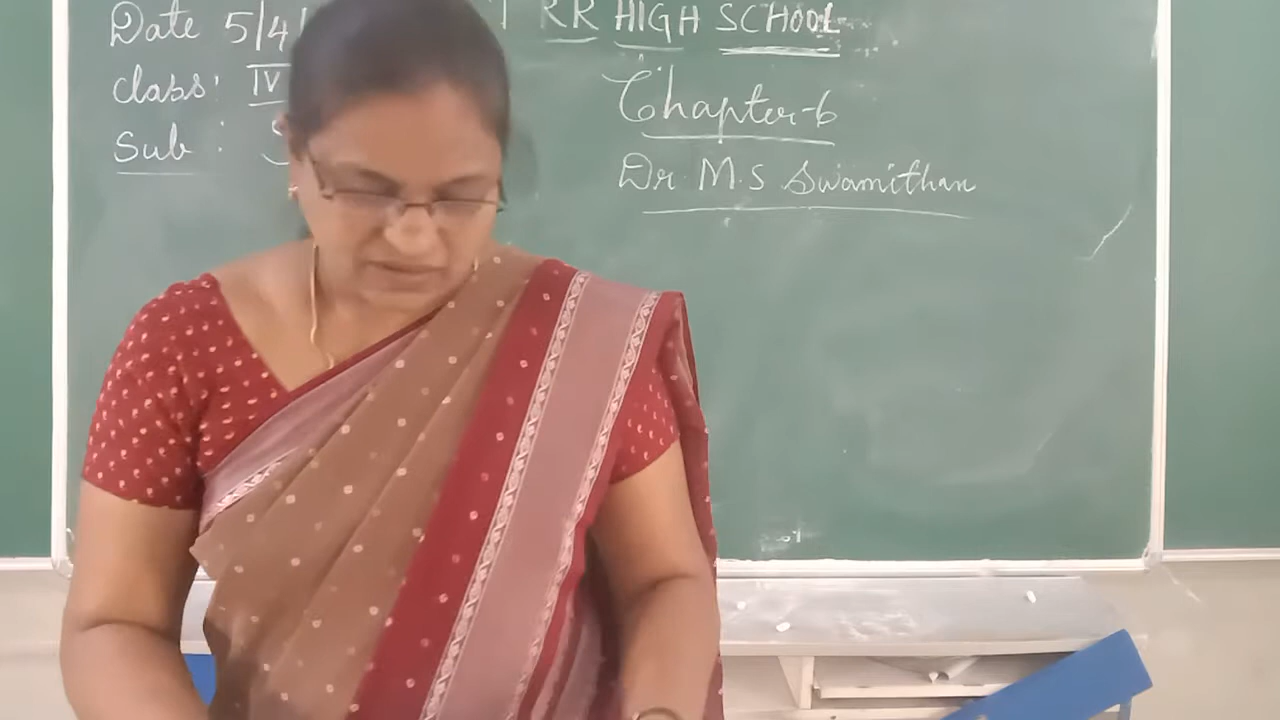 RR HIGH SCHOOL
Date 5/4/
Class: IV
Chapter-6
Sub :
Dr. M.S Swamithan